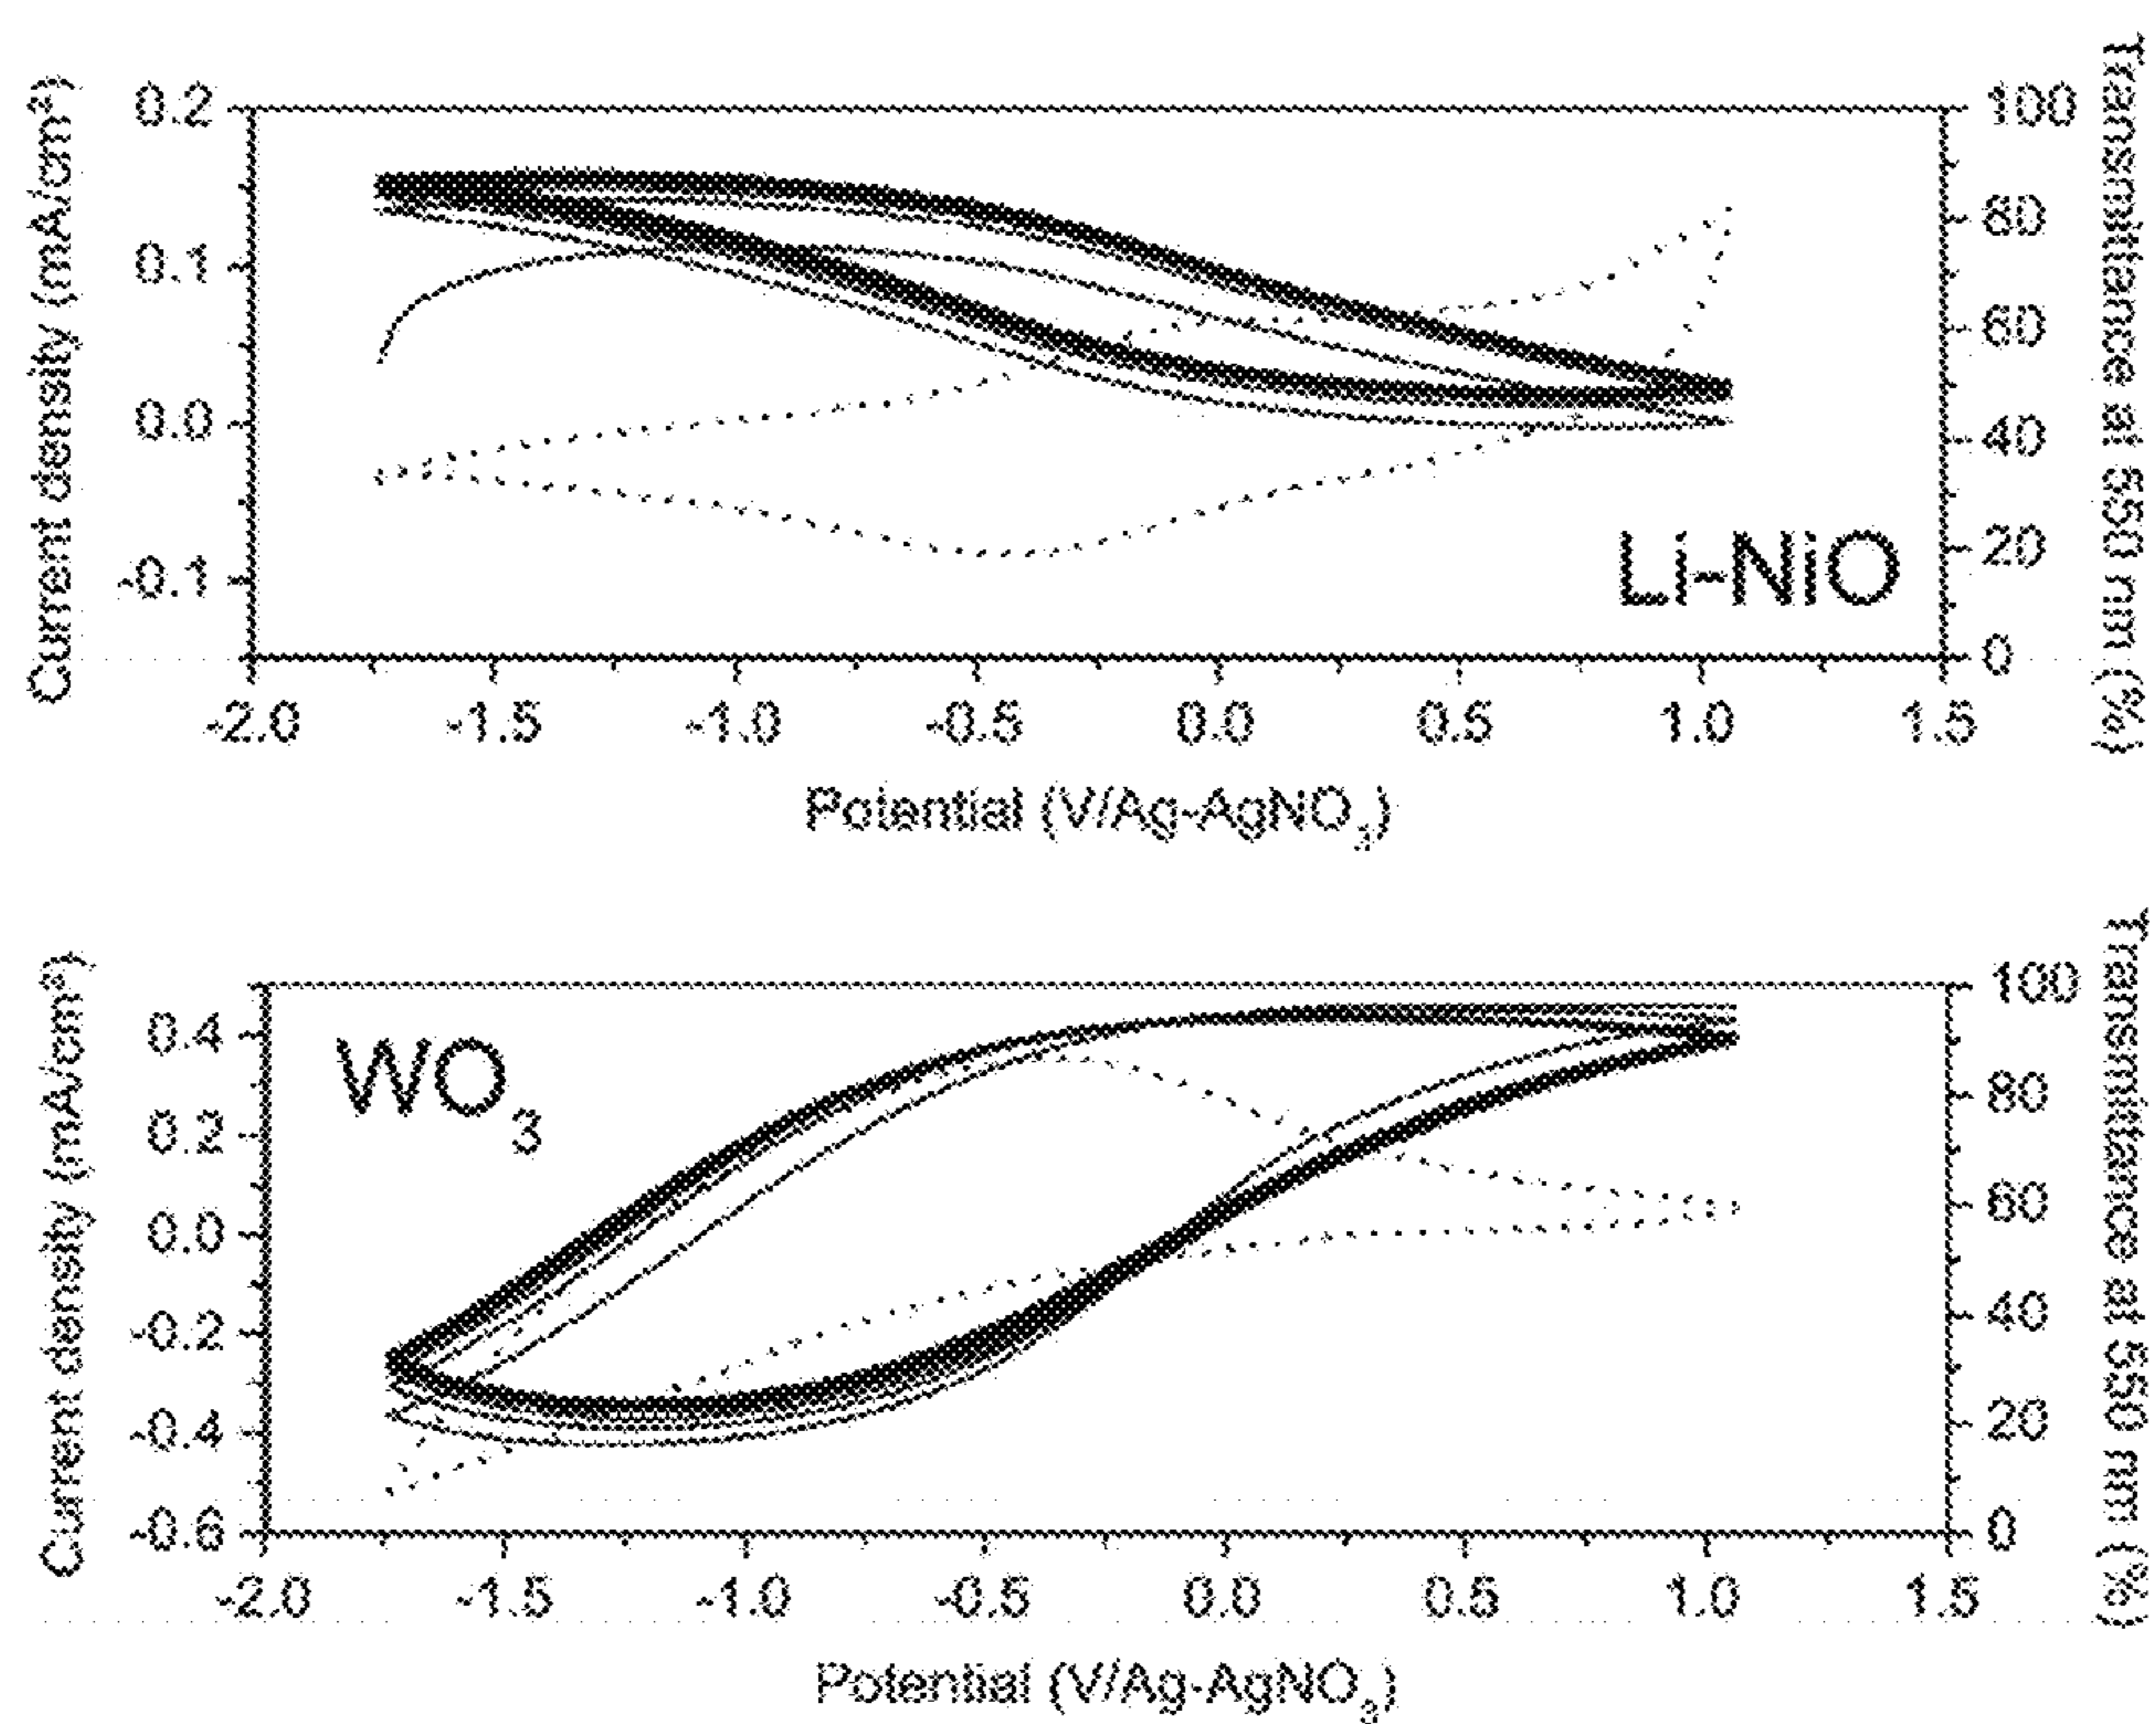 Current density (mA/cm²)
0.2
0.1
0.0
-0.1
100
80
60
40
20
0
Transmittance at 550 nm (%)
Li-NiO
-2.0 -1.5 -1.0 -0.5 0.0 0.5 1.0 1.5
Potential (V/Ag-AgNO₃)
Current density (mA/cm²)
0.4
0.2
0.0
-0.2
-0.4
-0.6
100
80
60
40
20
0
Transmittance at 550 nm (%)
WO₃
-2.0 -1.5 -1.0 -0.5 0.0 0.5 1.0 1.5
Potential (V/Ag-AgNO₃)